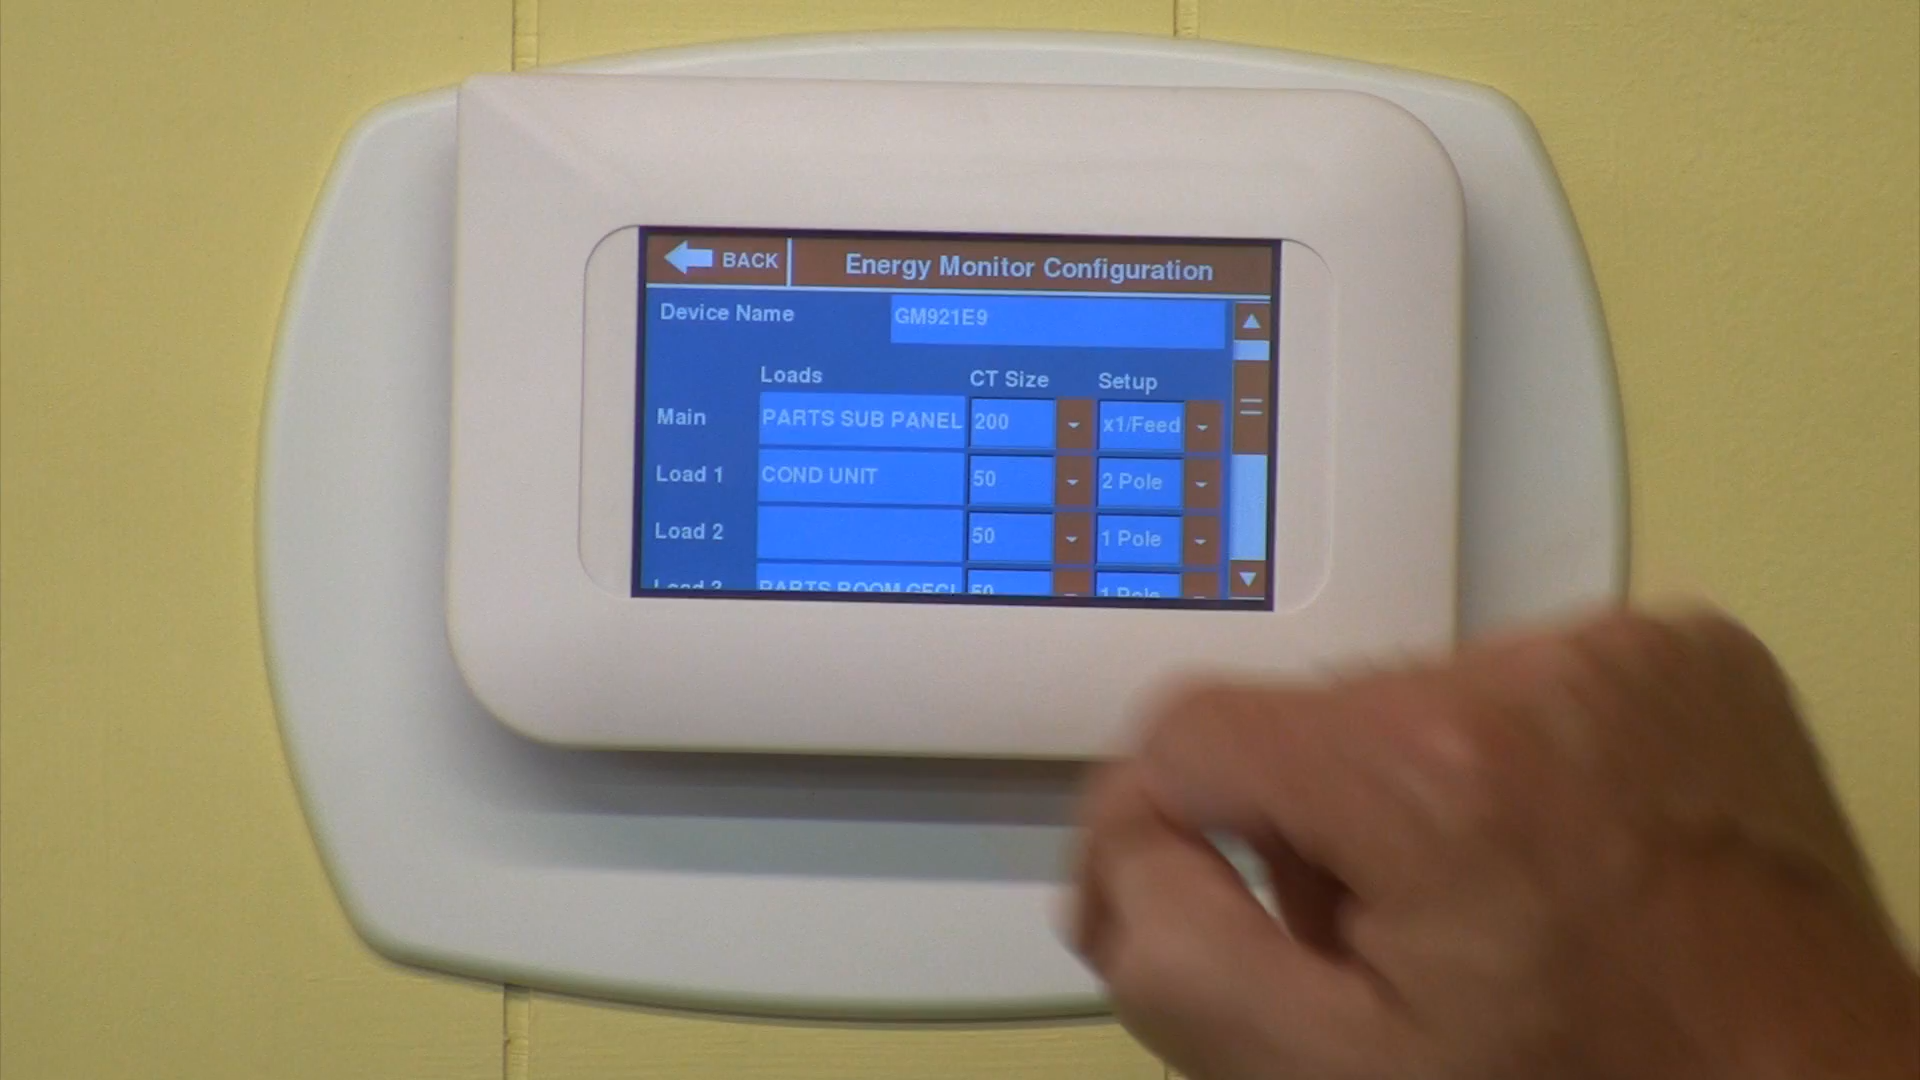 BACK Energy Monitor Configuration
Device Name GM921E9
Loads CT Size Setup
Main PARTS SUB PANEL 200 x1/Feed
Load 1 COND UNIT 50 2 Pole
Load 2 50 1 Pole
Load 3 PARTS ROOM GFCI 50 1 Pole